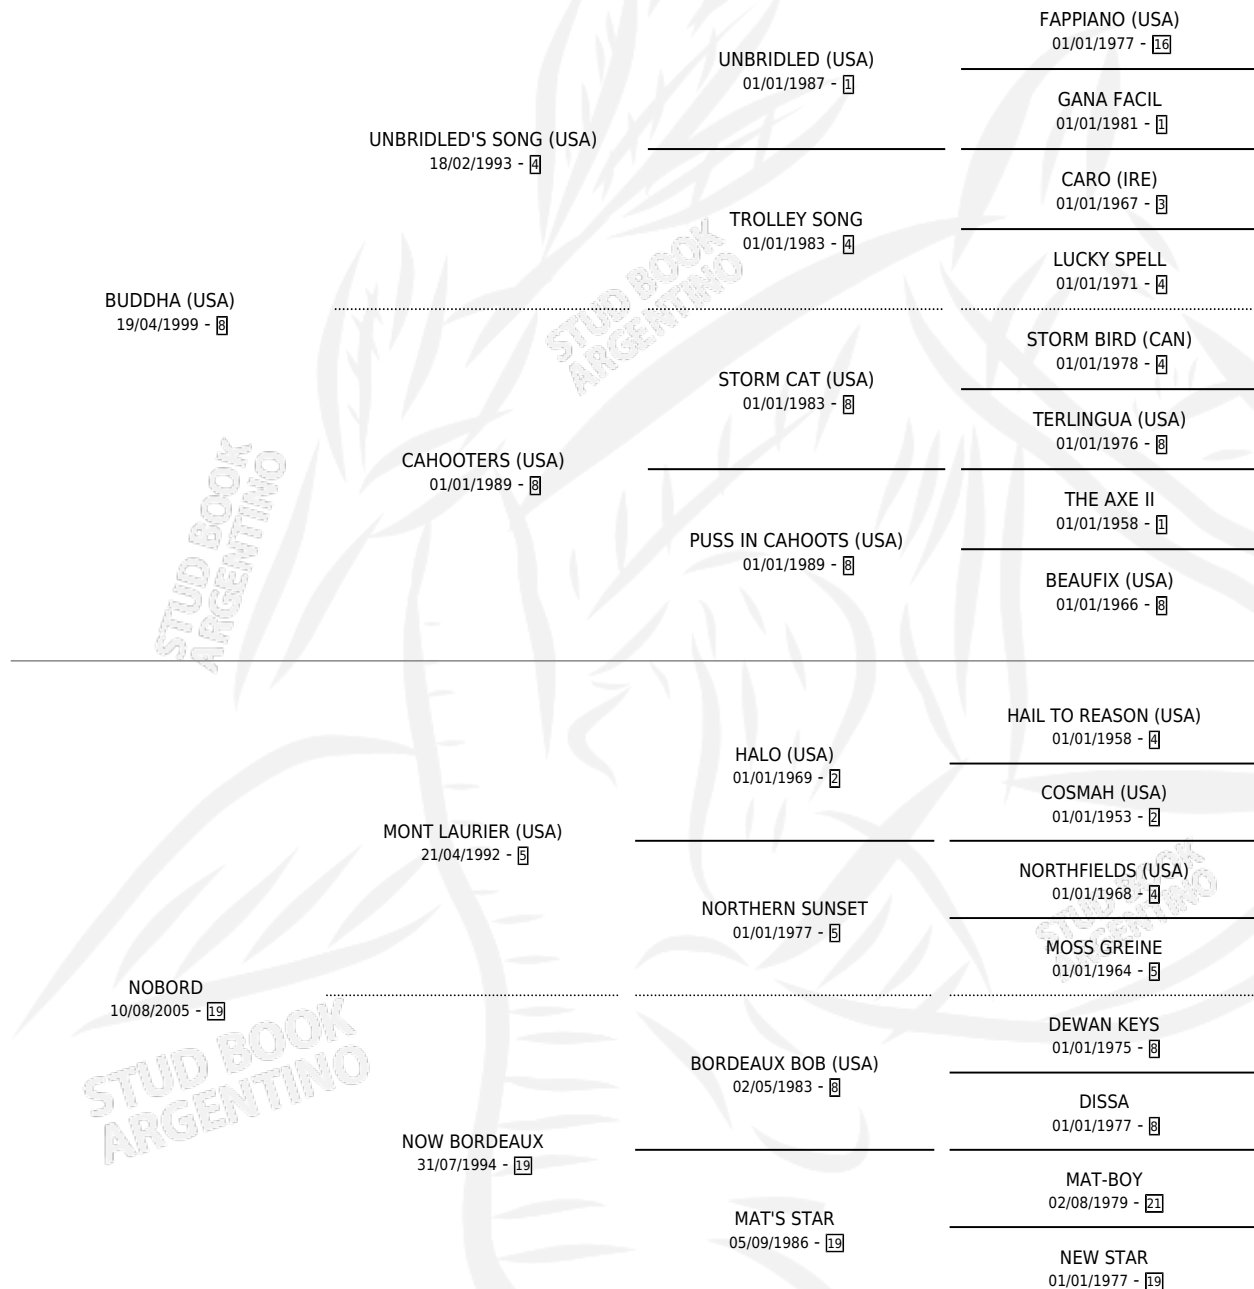 FAPPIANO (USA)
01/01/1977 - 16
UNBRIDLED (USA)
01/01/1987 - 1
GANA FACIL
01/01/1981 - 1
UNBRIDLED'S SONG (USA)
18/02/1993 - 4
CARO (IRE)
01/01/1967 - 3
TROLLEY SONG
01/01/1983 - 4
LUCKY SPELL
01/01/1971 - 4
BUDDHA (USA)
19/04/1999 - 8
STORM BIRD (CAN)
01/01/1978 - 4
STORM CAT (USA)
01/01/1983 - 8
TERLINGUA (USA)
01/01/1976 - 8
CAHOOTERS (USA)
01/01/1989 - 8
THE AXE II
01/01/1958 - 1
PUSS IN CAHOOTS (USA)
01/01/1989 - 8
BEAUFIX (USA)
01/01/1966 - 8
HAIL TO REASON (USA)
01/01/1958 - 4
HALO (USA)
01/01/1969 - 2
COSMAH (USA)
01/01/1953 - 2
MONT LAURIER (USA)
21/04/1992 - 5
NORTHFIELDS (USA)
01/01/1968 - 4
NORTHERN SUNSET
01/01/1977 - 5
MOSS GREINE
01/01/1964 - 5
NOBORD
10/08/2005 - 19
DEWAN KEYS
01/01/1975 - 8
BORDEAUX BOB (USA)
02/05/1983 - 8
DISSA
01/01/1977 - 8
NOW BORDEAUX
31/07/1994 - 19
MAT-BOY
02/08/1979 - 21
MAT'S STAR
05/09/1986 - 19
NEW STAR
01/01/1977 - 19
STUD BOOK
ARGENTINO
STUD BOOK
ARGENTINO
STUD BOOK
ARGENTINO
STUD BOOK
ARGENTINO